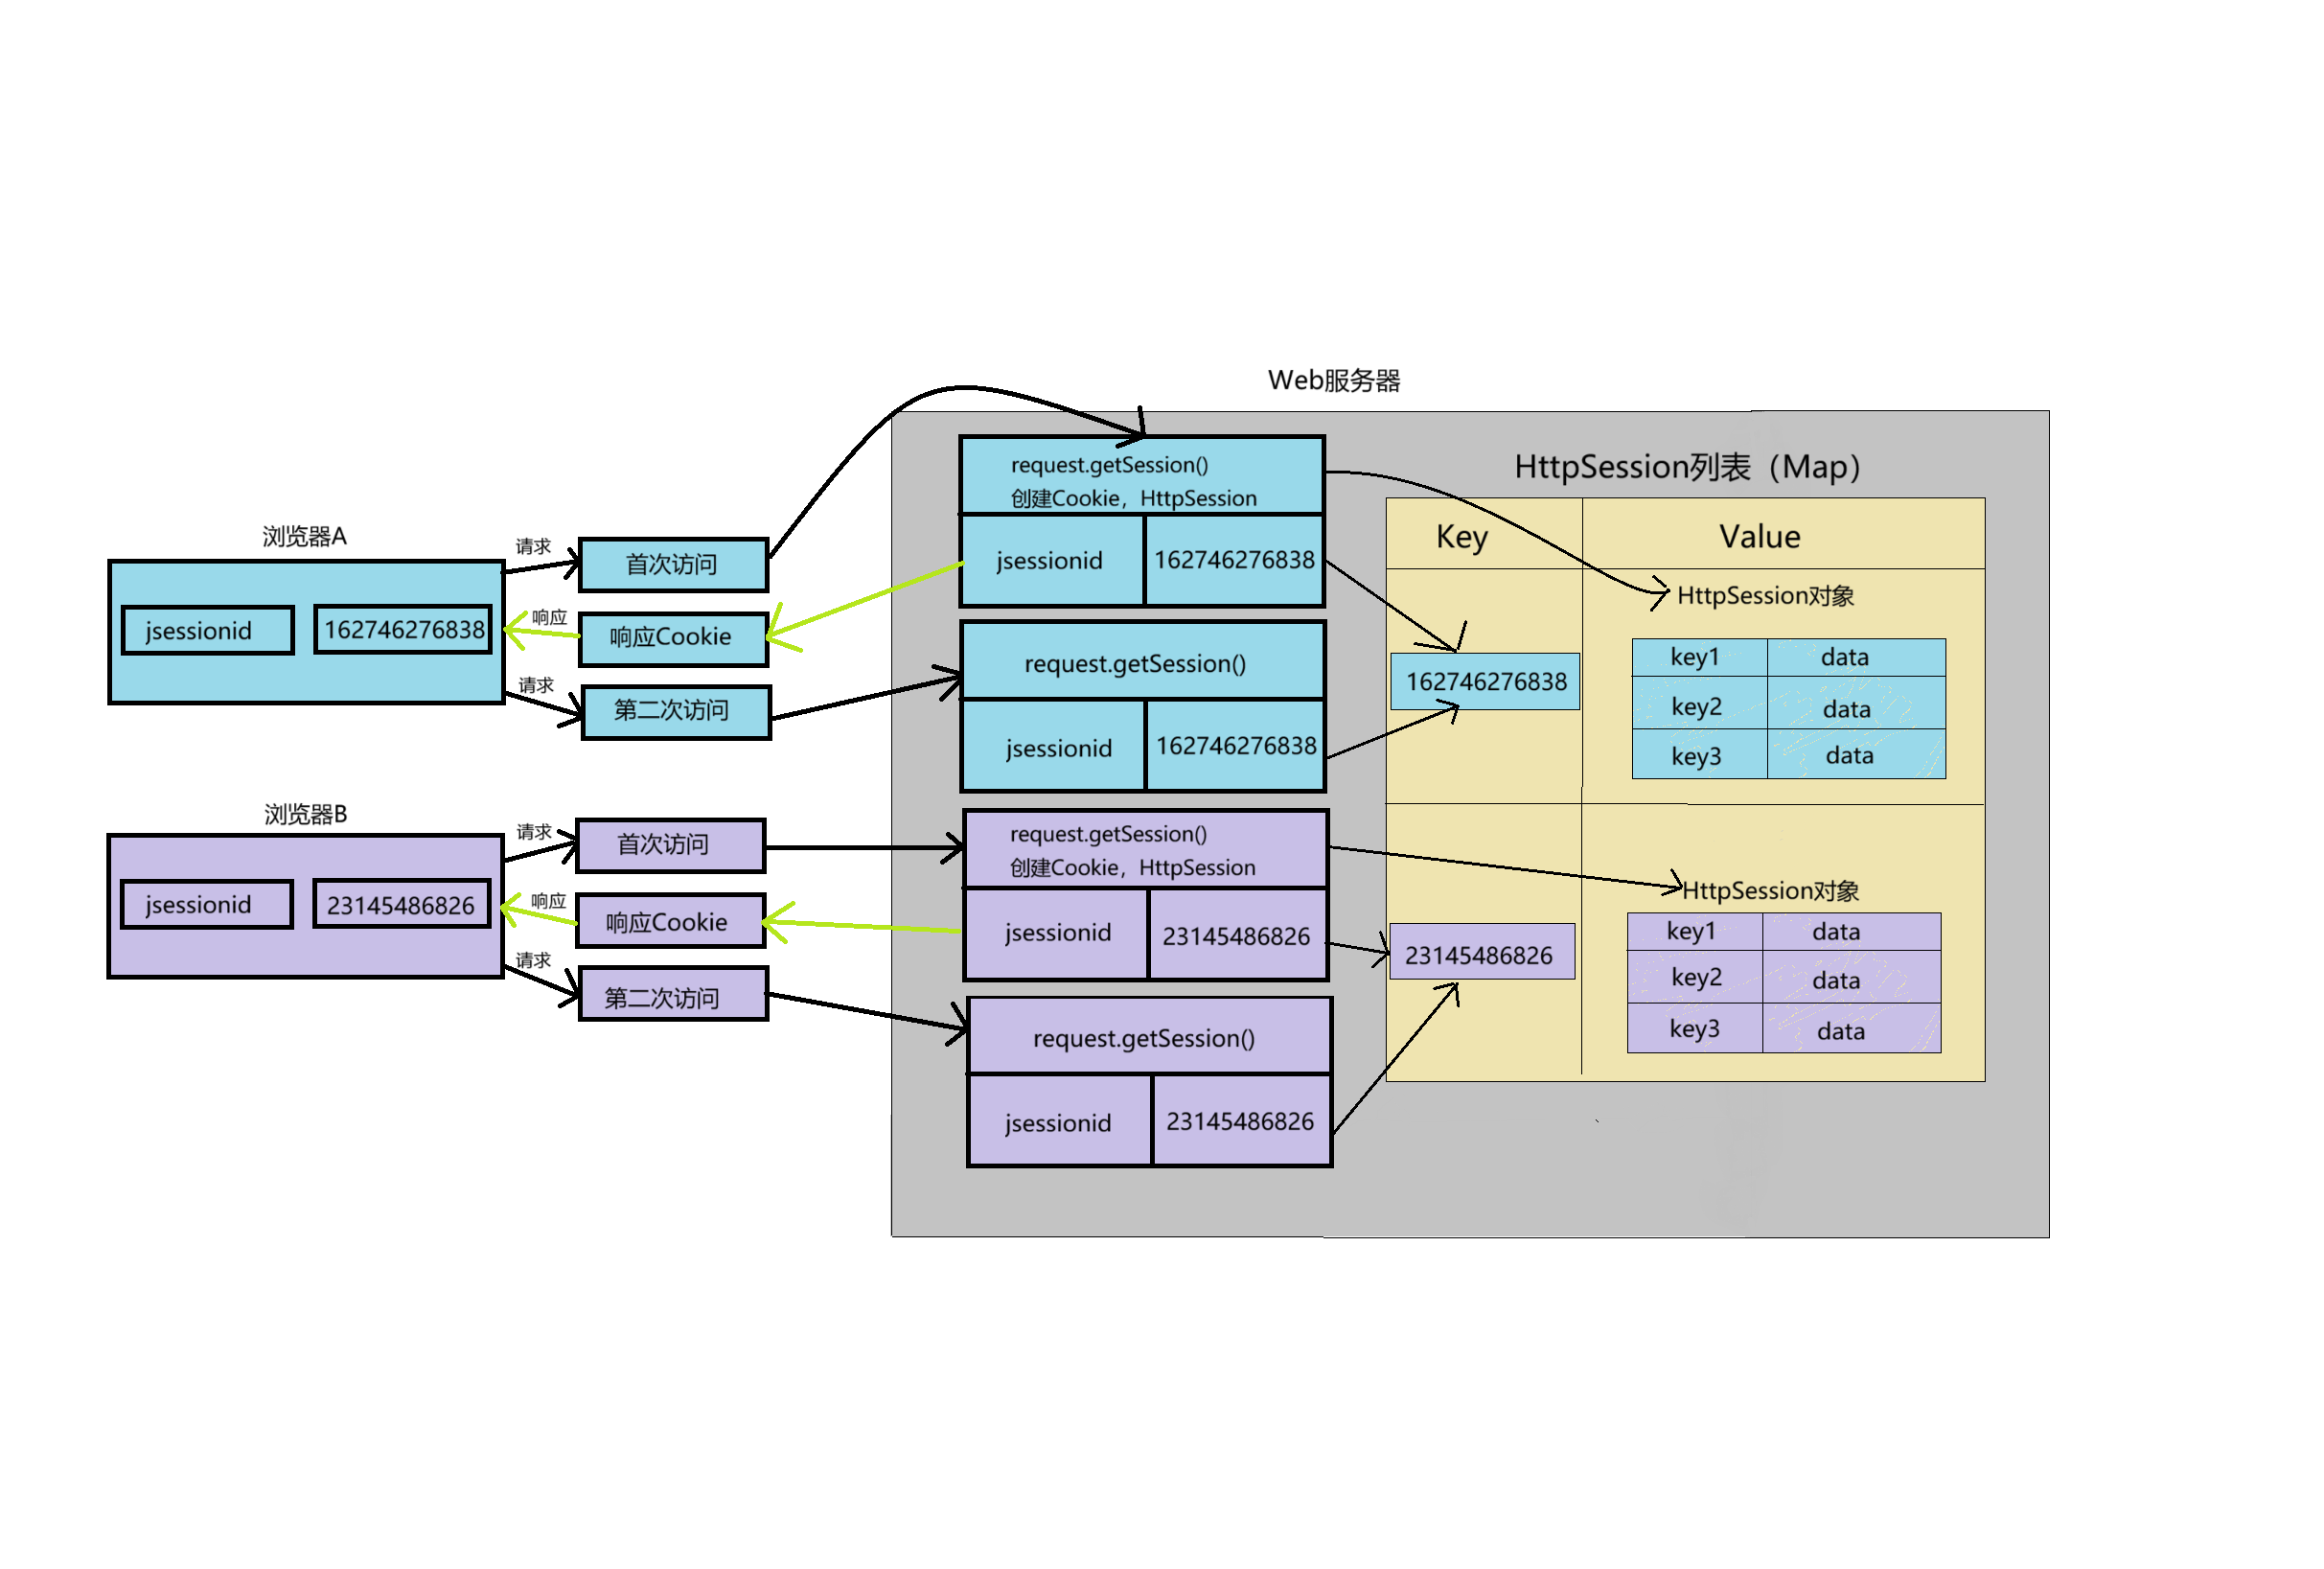 Web服务器
浏览器A
jsessionid
162746276838
请求
首次访问
响应
响应Cookie
请求
第二次访问
request.getSession()
创建Cookie，HttpSession
jsessionid
162746276838
request.getSession()
jsessionid
162746276838
浏览器B
jsessionid
23145486826
请求
首次访问
响应
响应Cookie
请求
第二次访问
request.getSession()
创建Cookie，HttpSession
jsessionid
23145486826
request.getSession()
jsessionid
23145486826
HttpSession列表（Map）
Key
Value
162746276838
HttpSession对象
key1
data
key2
data
key3
data
23145486826
HttpSession对象
key1
data
key2
data
key3
data